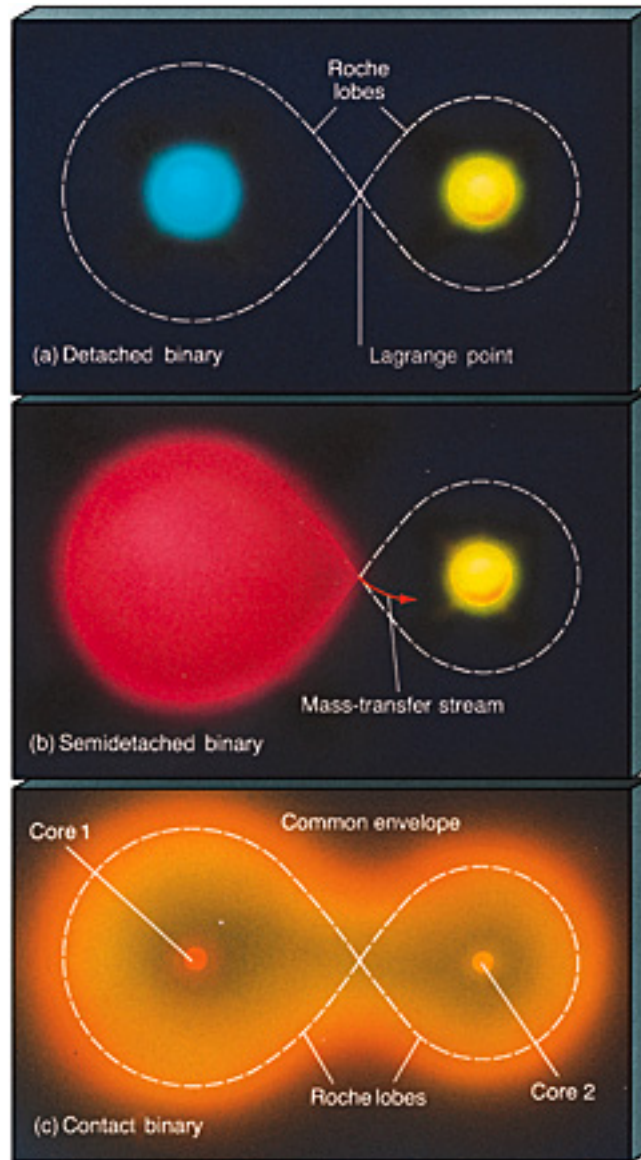 Roche
lobes
(a) Detached binary
Lagrange point
Mass-transfer stream
(b) Semidetached binary
Core 1
Common envelope
Roche lobes
Core 2
(c) Contact binary